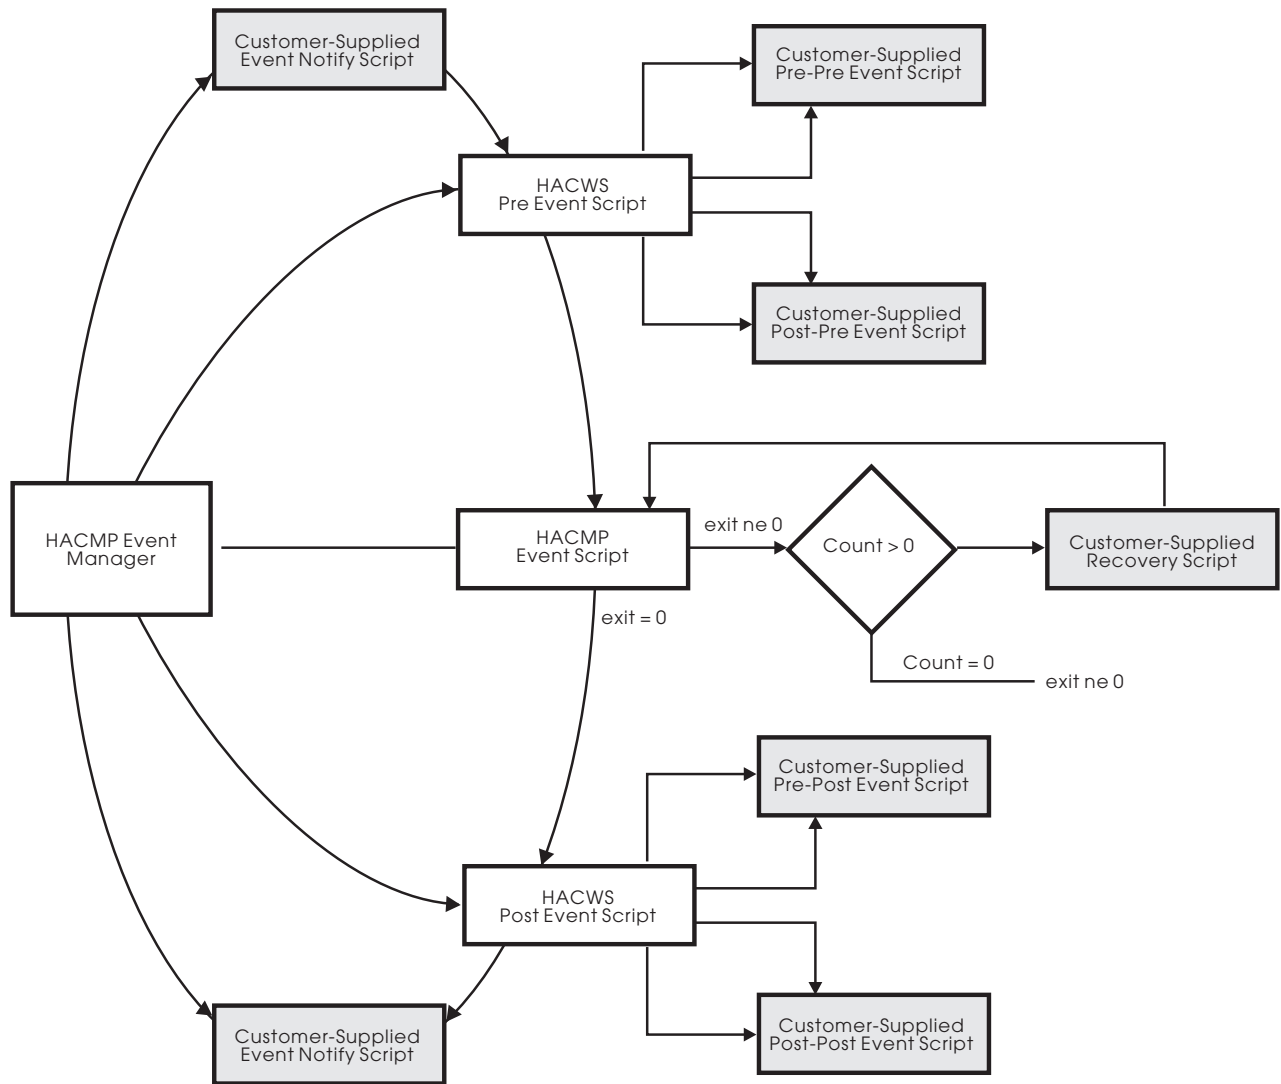 Customer-Supplied
Event Notify Script
Customer-Supplied
Pre-Pre Event Script
HACWS
Pre Event Script
Customer-Supplied
Post-Pre Event Script
HACMP Event
Manager
HACMP
Event Script
exit ne 0
Count > 0
Customer-Supplied
Recovery Script
exit = 0
Count = 0
exit ne 0
Customer-Supplied
Pre-Post Event Script
HACWS
Post Event Script
Customer-Supplied
Event Notify Script
Customer-Supplied
Post-Post Event Script